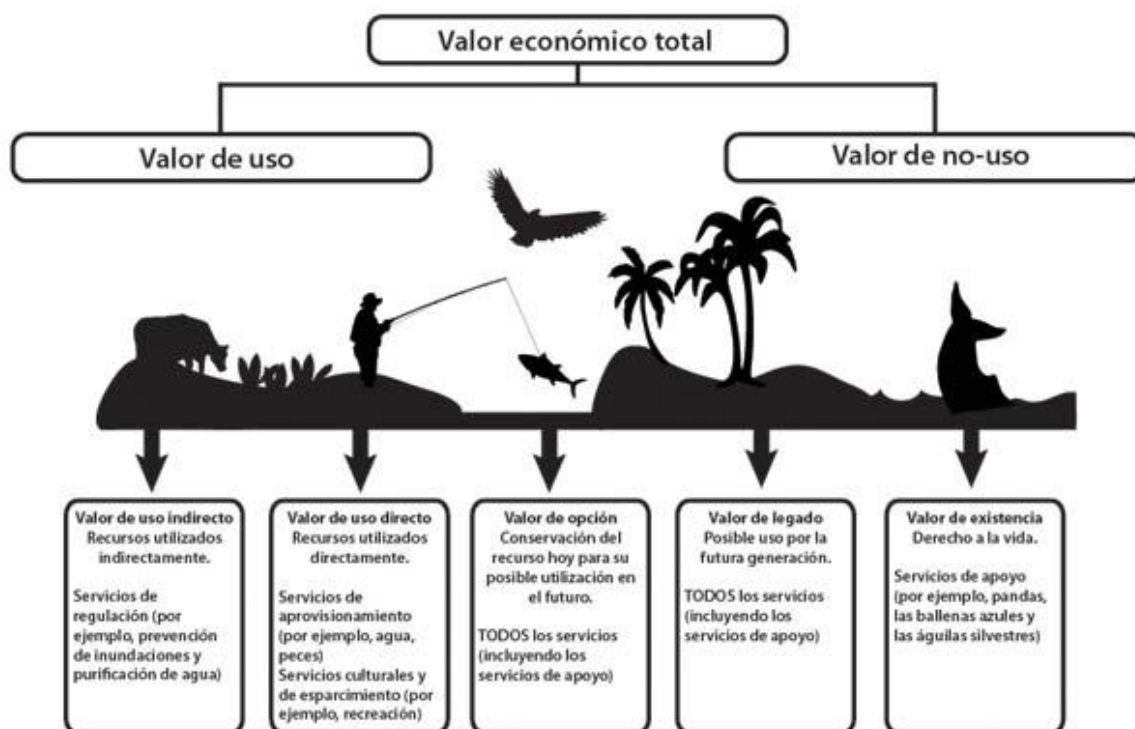 Valor económico total
Valor de uso
Valor de no-uso
Valor de uso indirecto
Recursos utilizados
indirectamente.
Servicios de
regulación (por
ejemplo, prevención
de inundaciones y
purificación de agua)
Valor de uso directo
Recursos utilizados
directamente.
Servicios de
aprovisionamiento
(por ejemplo, agua,
peces)
Servicios culturales y
de esparcimiento (por
ejemplo, recreación)
Valor de opción
Conservación del
recurso hoy para su
posible utilización en
el futuro.
TODOS los servicios
(incluyendo los
servicios de apoyo)
Valor de legado
Posible uso por la
futura generación.
TODOS los servicios
(incluyendo los
servicios de apoyo)
Valor de existencia
Derecho a la vida.
Servicios de apoyo
(por ejemplo, pandas,
las ballenas azules y
las águilas silvestres)